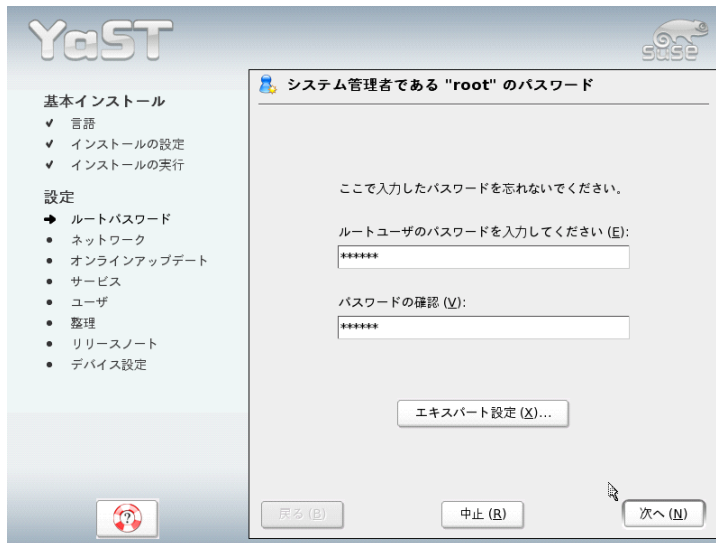 YaST
SUSE
基本インストール
✔ 言語
✔ インストールの設定
✔ インストールの実行
設定
ルートパスワード
ネットワーク
オンラインアップデート
サービス
ユーザ
整理
リリースノート
デバイス設定
システム管理者である "root" のパスワード
ここで入力したパスワードを忘れないでください。
ルートユーザのパスワードを入力してください (E):
******
パスワードの確認 (V):
******
エキスパート設定 (X)...
戻る (B)
中止 (R)
次へ (N)